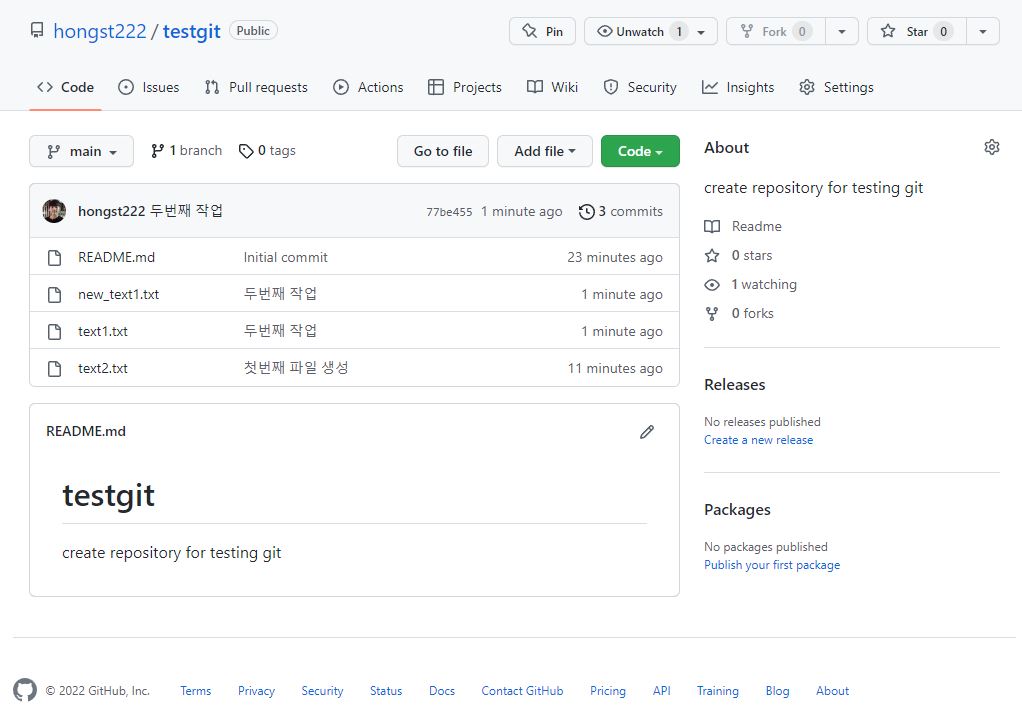 hongst222 / testgit Public Pin Unwatch 1 Fork 0 Star 0
Code Issues Pull requests Actions Projects Wiki Security Insights Settings
main 1 branch 0 tags Go to file Add file Code
hongst222 두번째 작업 77be455 1 minute ago 3 commits
README.md Initial commit 23 minutes ago
new_text1.txt 두번째 작업 1 minute ago
text1.txt 두번째 작업 1 minute ago
text2.txt 첫번째 파일 생성 11 minutes ago
README.md
testgit
create repository for testing git
About
create repository for testing git
Readme
0 stars
1 watching
0 forks
Releases
No releases published
Create a new release
Packages
No packages published
Publish your first package
© 2022 GitHub, Inc. Terms Privacy Security Status Docs Contact GitHub Pricing API Training Blog About